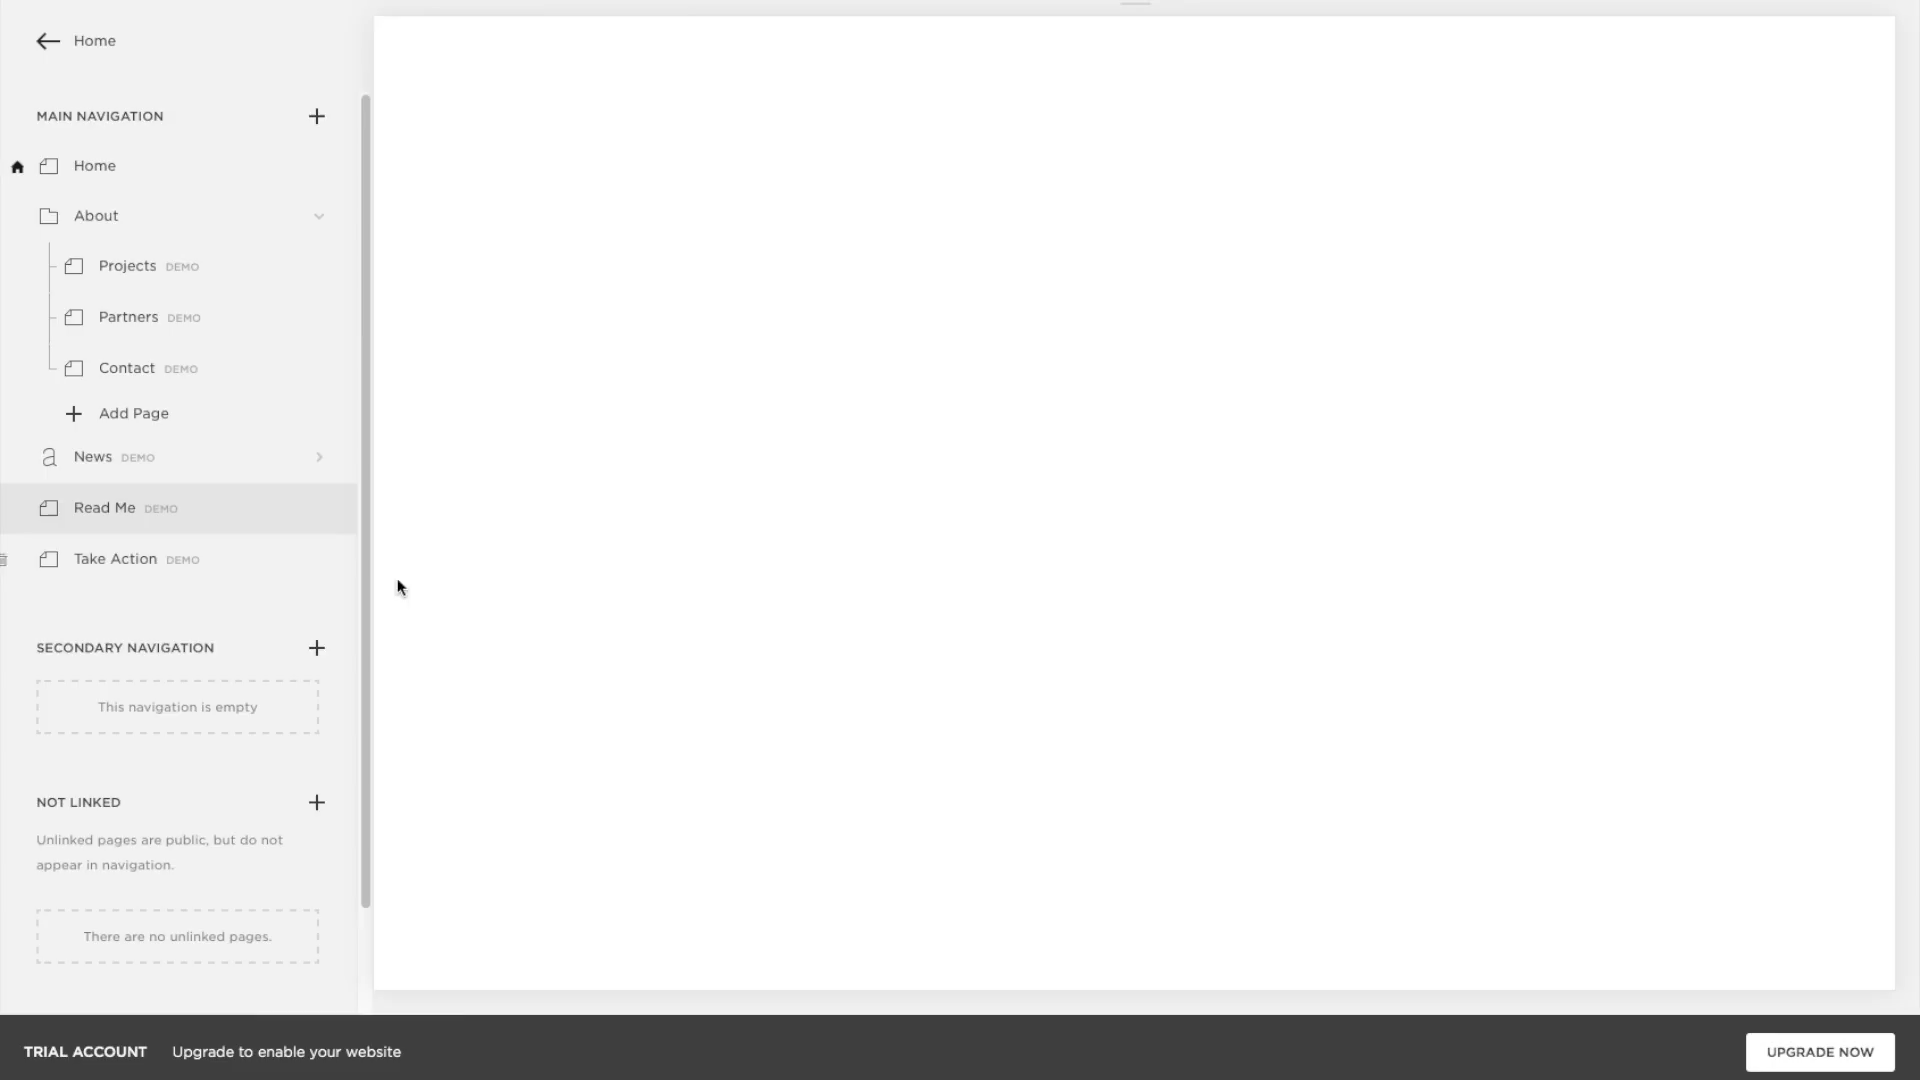 Home
MAIN NAVIGATION
Home
About
Projects DEMO
Partners DEMO
Contact DEMO
Add Page
News DEMO
Read Me DEMO
Take Action DEMO
SECONDARY NAVIGATION
This navigation is empty
NOT LINKED
Unlinked pages are public, but do not
appear in navigation.
There are no unlinked pages.
TRIAL ACCOUNT Upgrade to enable your website
UPGRADE NOW